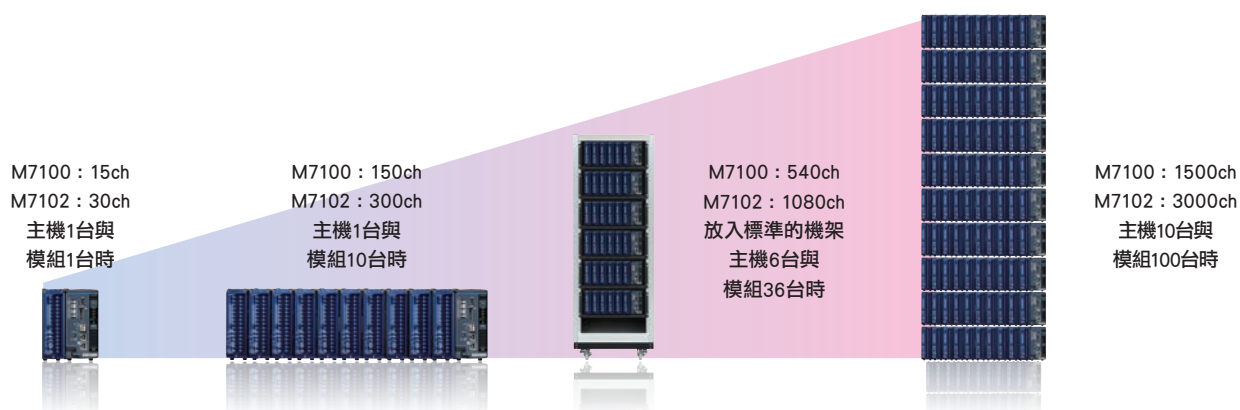 M7100：15ch
M7102：30ch
主機1台與
模組1台時
M7100：150ch
M7102：300ch
主機1台與
模組10台時
M7100：540ch
M7102：1080ch
放入標準的機架
主機6台與
模組36台時
M7100：1500ch
M7102：3000ch
主機10台與
模組100台時